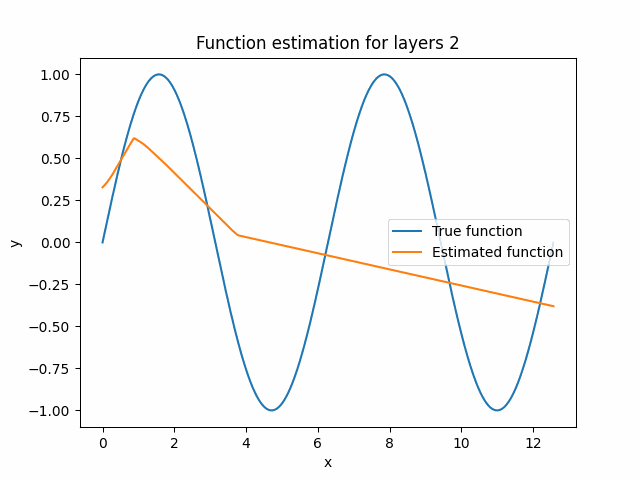 Function estimation for layers 2
1.00
0.75
0.50
0.25
0.00
−0.25
−0.50
−0.75
−1.00
y
True function
Estimated function
0 2 4 6 8 10 12
x